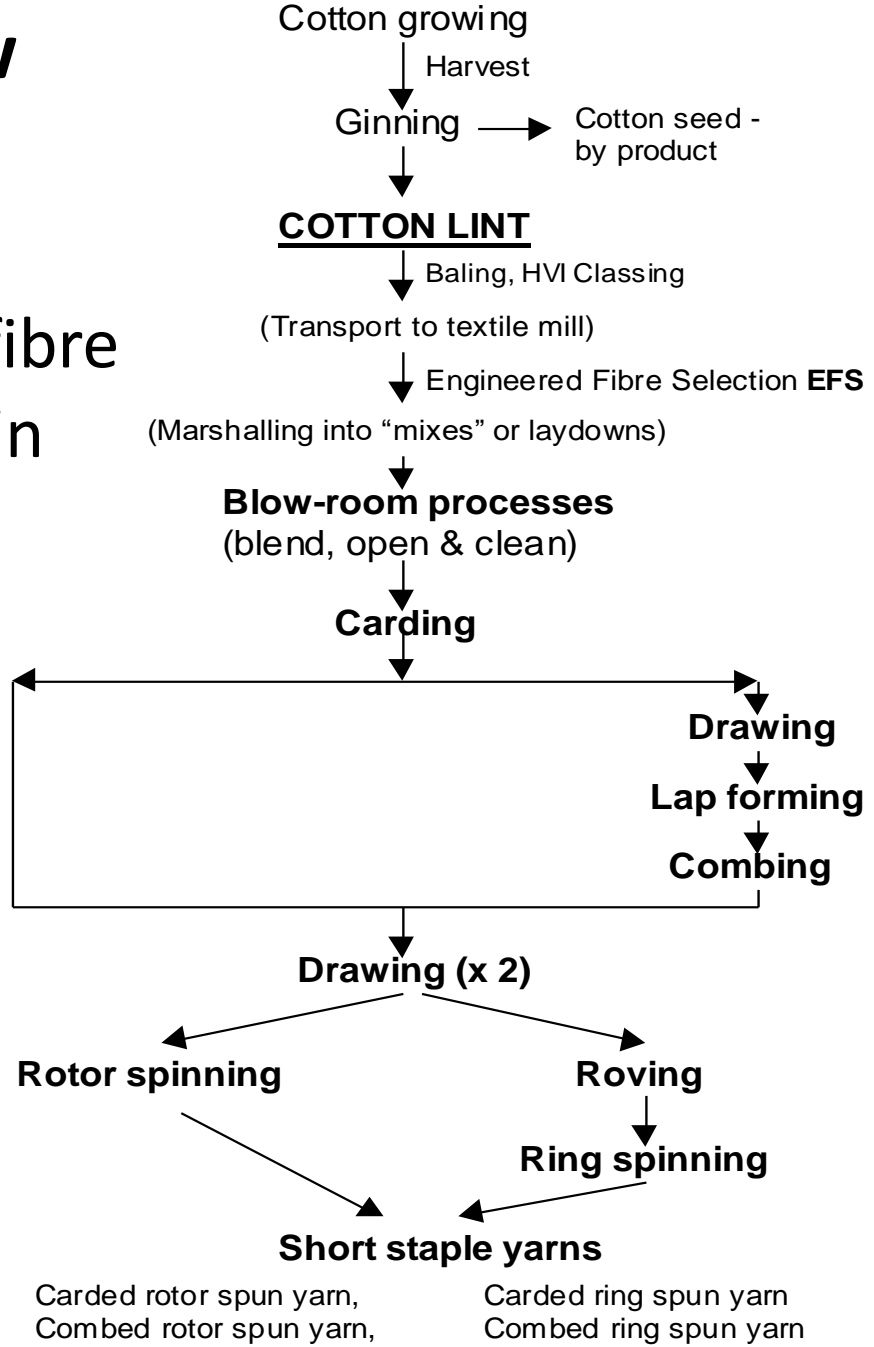 w
Cotton growing
Harvest
Ginning
Cotton seed -
by product
COTTON LINT
Baling, HVI Classing
fibre
(Transport to textile mill)
Engineered Fibre Selection EFS
in
(Marshalling into “mixes” or laydowns)
Blow-room processes
(blend, open & clean)
Carding
Drawing
Lap forming
Combing
Drawing (x 2)
Rotor spinning
Roving
Ring spinning
Short staple yarns
Carded rotor spun yarn,
Combed rotor spun yarn,
Carded ring spun yarn
Combed ring spun yarn